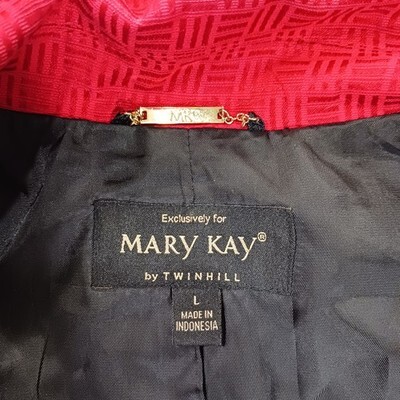 Exclusively for
MARY KAY®
by TWINHILL
L
MADE IN
INDONESIA